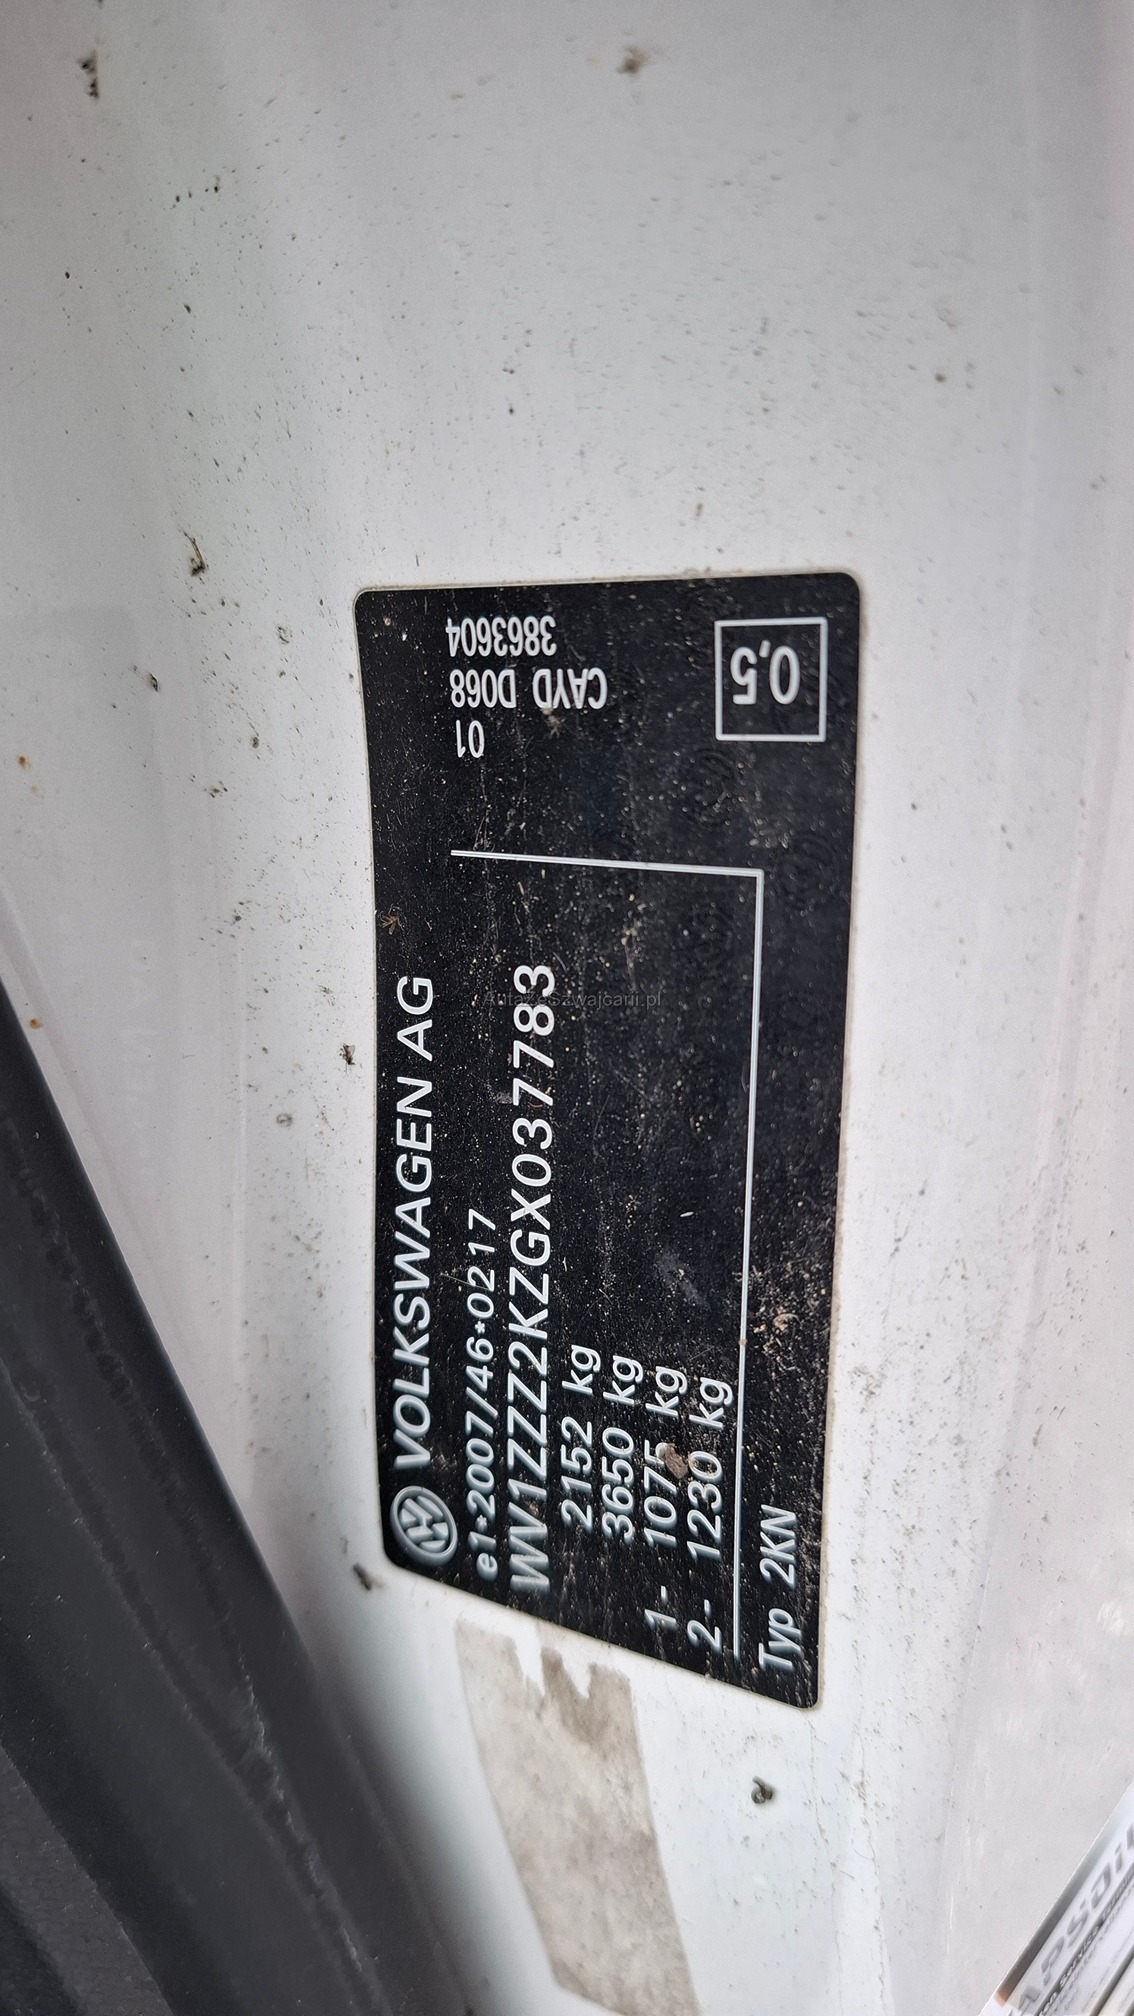 VOLKSWAGEN AG
e1*2007/46*0217
WV1ZZZ2KZGX037783
2152 kg
3650 kg
1- 1075 kg
2- 1230 kg
Typ 2KN
3863604
CAYD D068
01
0,5
AutaZeSzwajcarii.pl